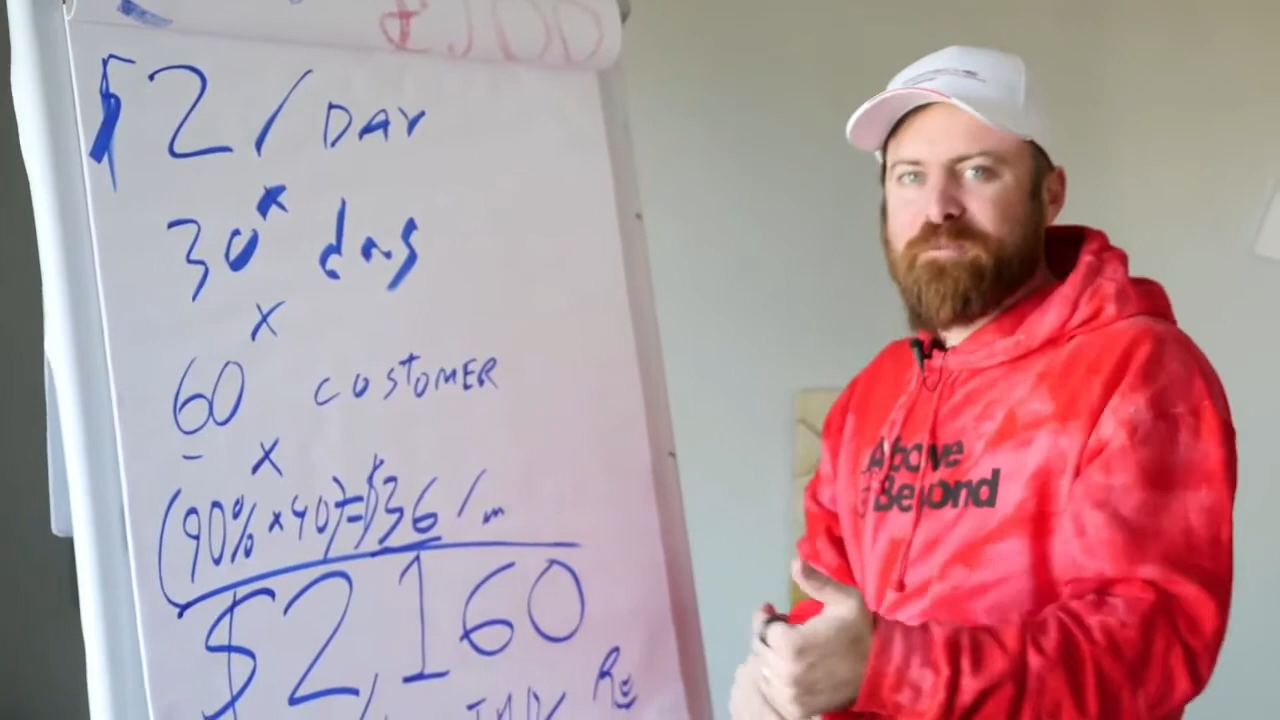 $2/DAY
x
30 days
x
60 CUSTOMER
x
(90% x 40)=$36/m
$2,160
Above
& Beyond